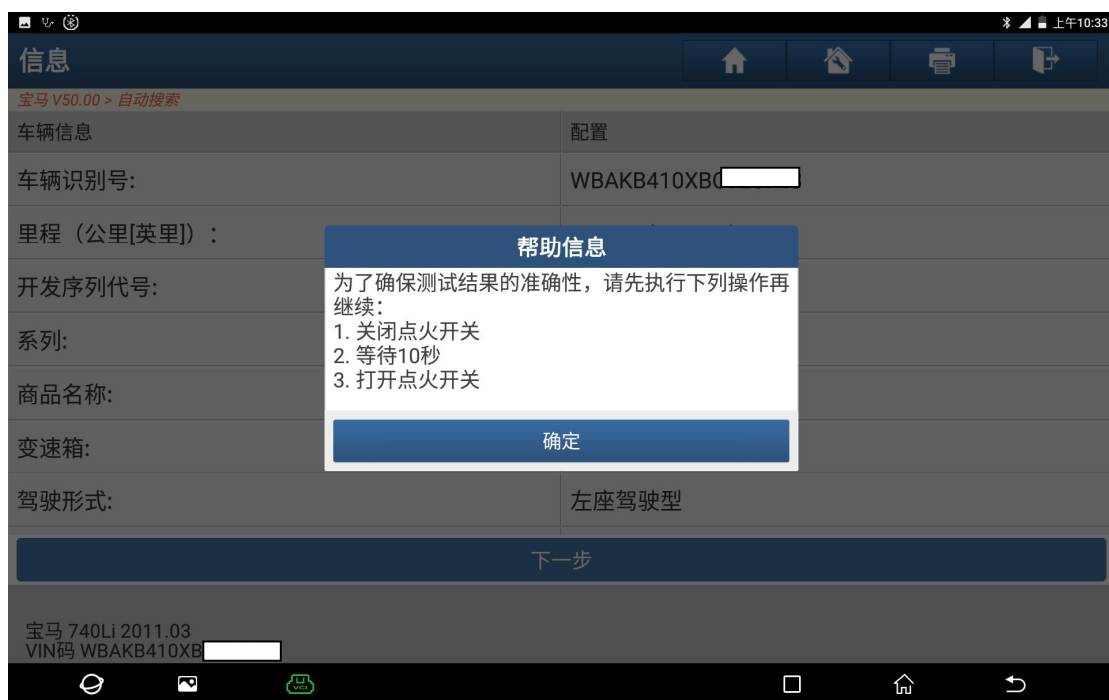 上午10:33
信息
宝马 V50.00 > 自动搜索
车辆信息
配置
车辆识别号:
WBAKB410XB
里程（公里[英里]）:
开发序列代号:
系列:
商品名称:
变速箱:
驾驶形式:
左座驾驶型
帮助信息
为了确保测试结果的准确性，请先执行下列操作再
继续：
1. 关闭点火开关
2. 等待10秒
3. 打开点火开关
确定
下一步
宝马 740Li 2011.03
VIN码 WBAKB410XB
VCI